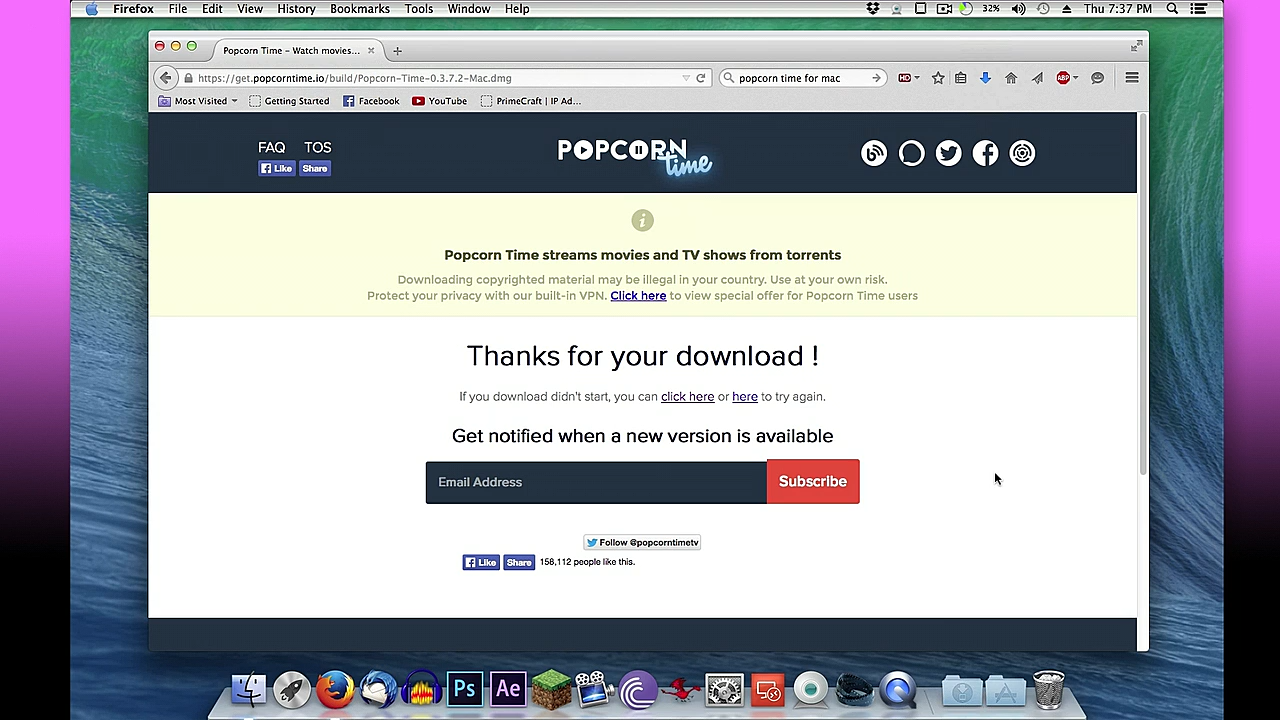 Firefox File Edit View History Bookmarks Tools Window Help 32% Thu 7:37 PM
Popcorn Time – Watch movies...
https://get.popcorntime.io/build/Popcorn-Time-0.3.7.2-Mac.dmg popcorn time for mac HD ABP
Most Visited Getting Started Facebook YouTube PrimeCraft | IP Ad...
FAQ TOS
Like Share
POPCORN
time
Popcorn Time streams movies and TV shows from torrents
Downloading copyrighted material may be illegal in your country. Use at your own risk.
Protect your privacy with our built-in VPN. Click here to view special offer for Popcorn Time users
Thanks for your download !
If you download didn't start, you can click here or here to try again.
Get notified when a new version is available
Email Address Subscribe
Follow @popcorntimetv
Like Share 158,112 people like this.
Ps Ae